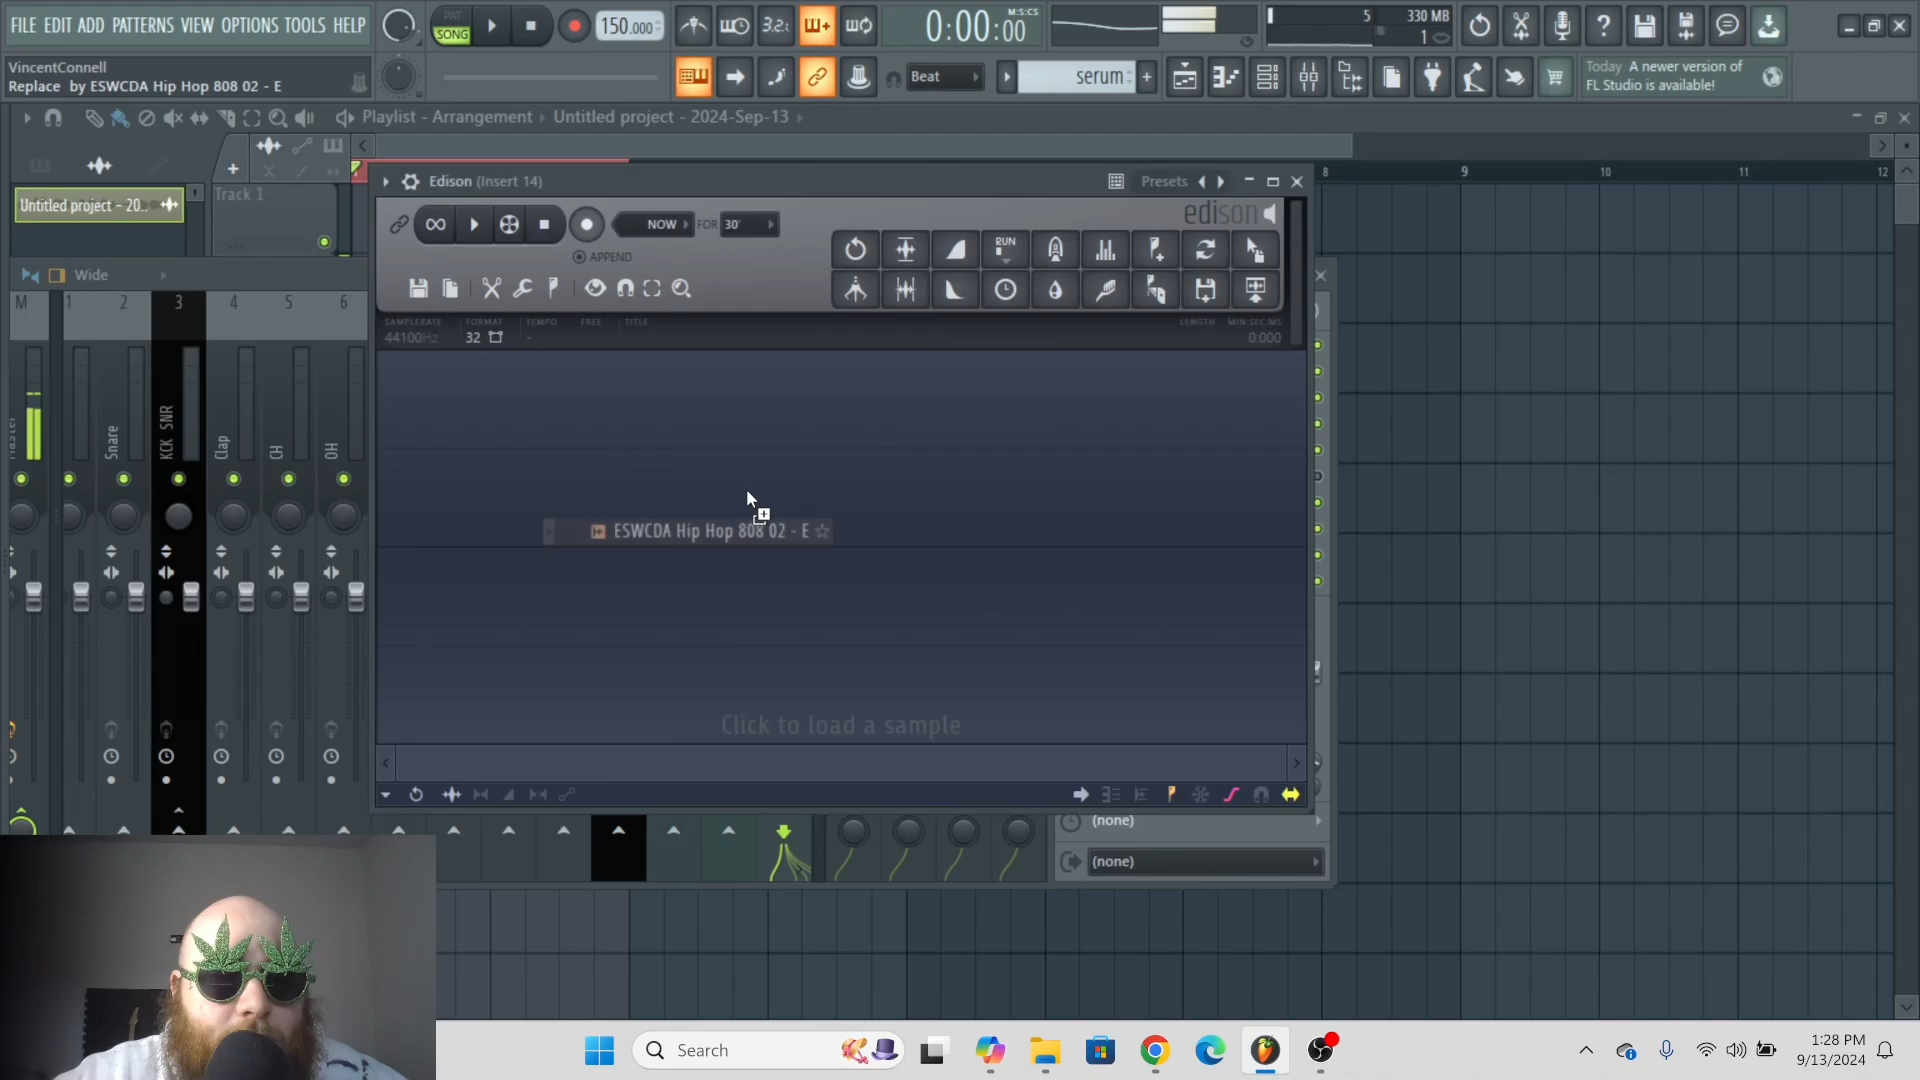 FILE EDIT ADD PATTERNS VIEW OPTIONS TOOLS HELP
PAT
SONG
150.000
3.2.
0:00:00
M:S:CS
5
330 MB
1
VincentConnell
Replace by ESWCDA Hip Hop 808 02 - E
Beat
serum
Today A newer version of
FL Studio is available!
Playlist - Arrangement › Untitled project - 2024-Sep-13
Untitled project - 20..
Track 1
8 9 10 11 12
Edison (Insert 14)
Presets
NOW FOR 30'
APPEND
edison
RUN
SAMPLERATE FORMAT TEMPO FREE TITLE LENGTH MIN:SEC:MS
44100Hz 32 - 0:000
Wide
M 1 2 3 4 5 6
Snare
KCK SNR
Clap
CH
OH
ESWCDA Hip Hop 808 02 - E
Click to load a sample
(none)
(none)
Search
1:28 PM
9/13/2024